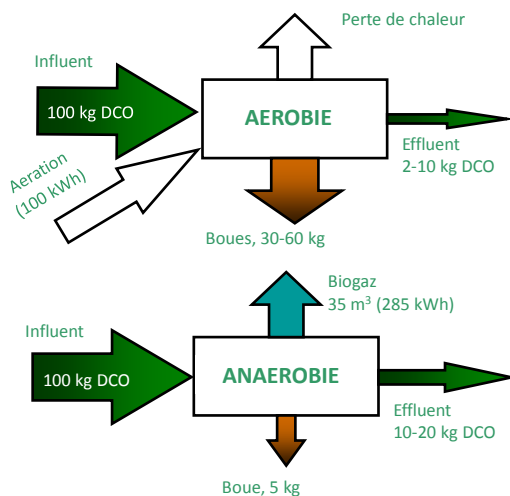 Perte de chaleur
Influent
100 kg DCO
AEROBIE
Effluent
2-10 kg DCO
Aeration
(100 kWh)
Boues, 30-60 kg
Biogaz
35 m³ (285 kWh)
Influent
100 kg DCO
ANAEROBIE
Effluent
10-20 kg DCO
Boue, 5 kg